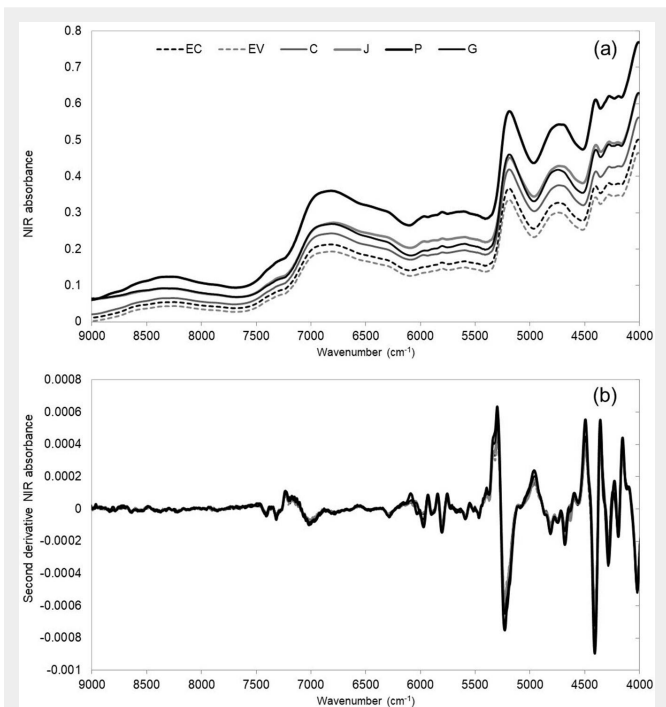 0.8
EC EV C J P G (a)
0.7
0.6
0.5
0.4
0.3
0.2
0.1
0
NIR absorbance
9000 8500 8000 7500 7000 6500 6000 5500 5000 4500 4000
Wavenumber (cm-1)
0.0008
(b)
0.0006
0.0004
0.0002
0
-0.0002
-0.0004
-0.0006
-0.0008
-0.001
Second derivative NIR absorbance
9000 8500 8000 7500 7000 6500 6000 5500 5000 4500 4000
Wavenumber (cm-1)